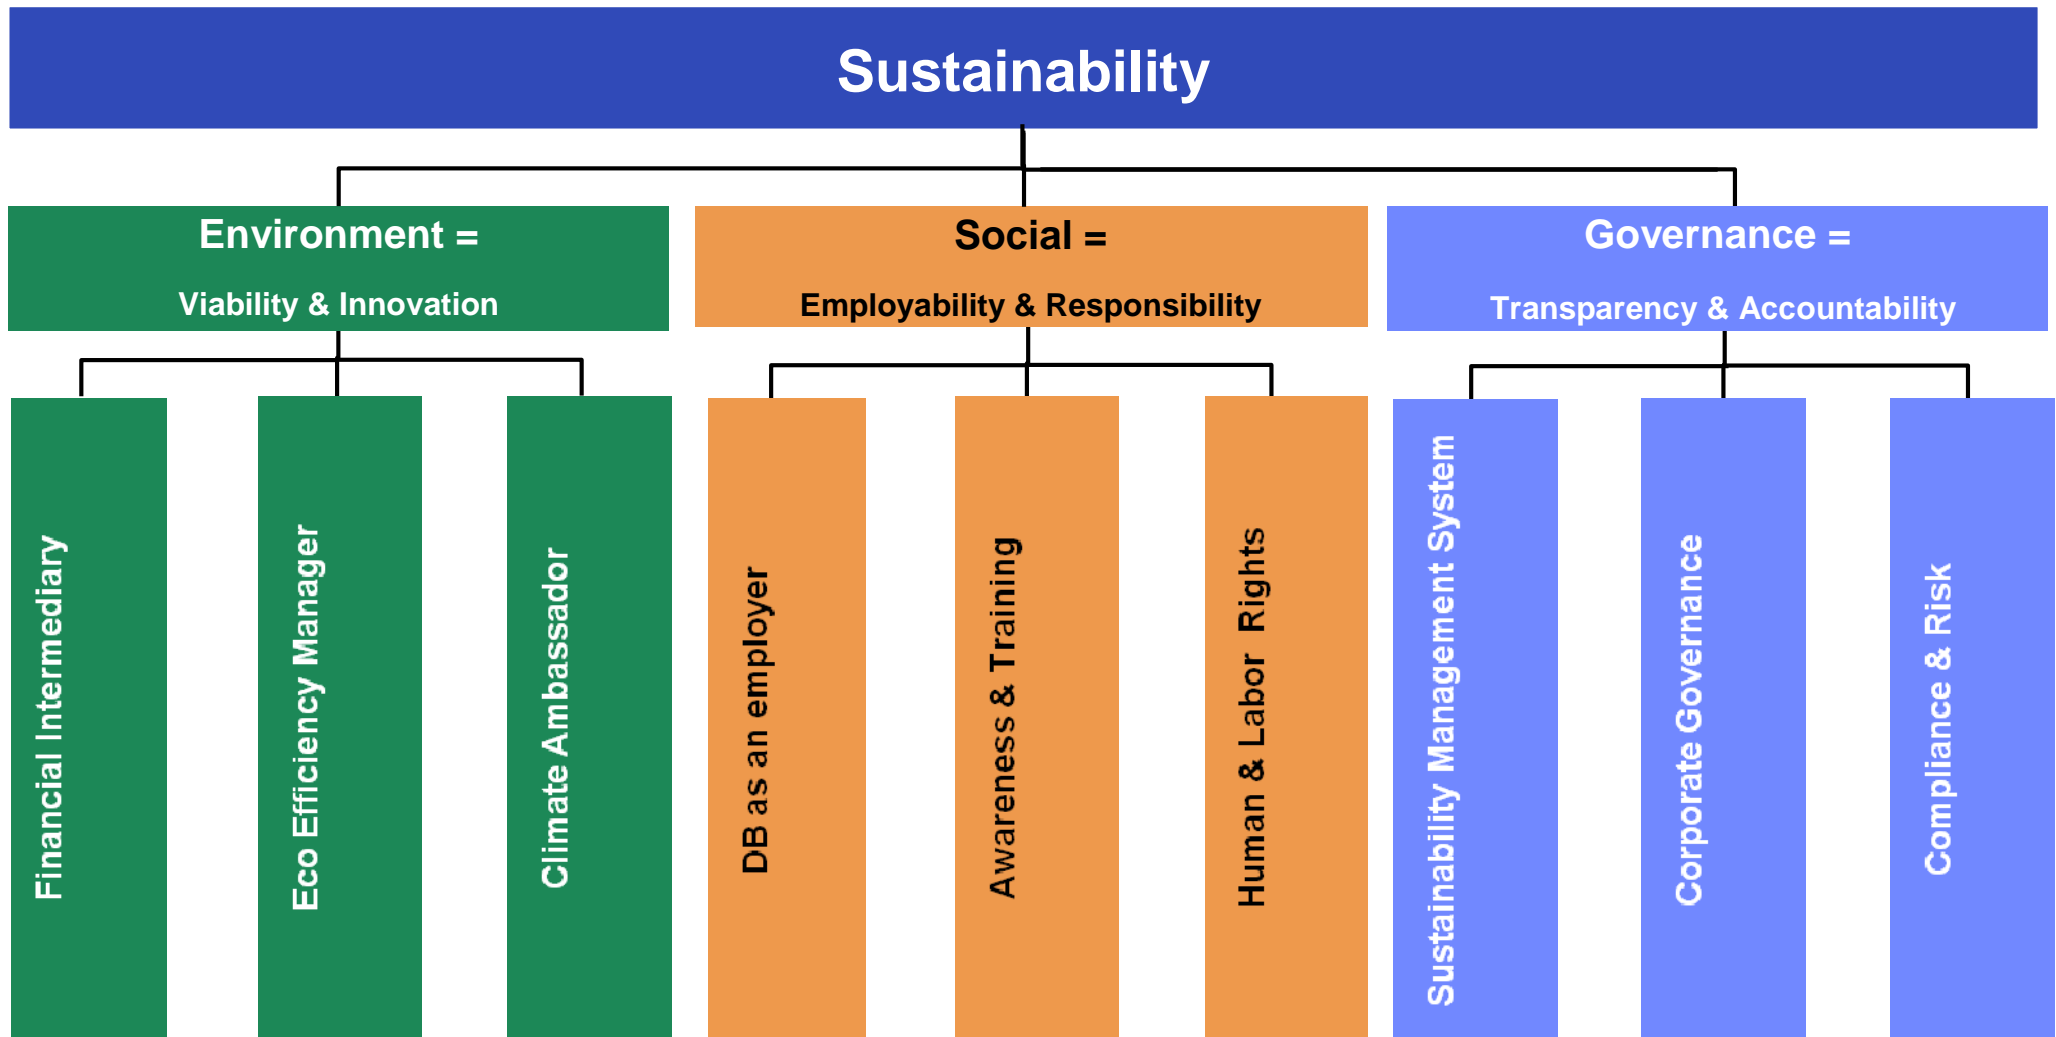 Sustainability
Environment =
Viability & Innovation
Social =
Employability & Responsibility
Governance =
Transparency & Accountability
Financial Intermediary
Eco Efficiency Manager
Climate Ambassador
DB as an employer
Awareness & Training
Human & Labor Rights
Sustainability Management System
Corporate Governance
Compliance & Risk